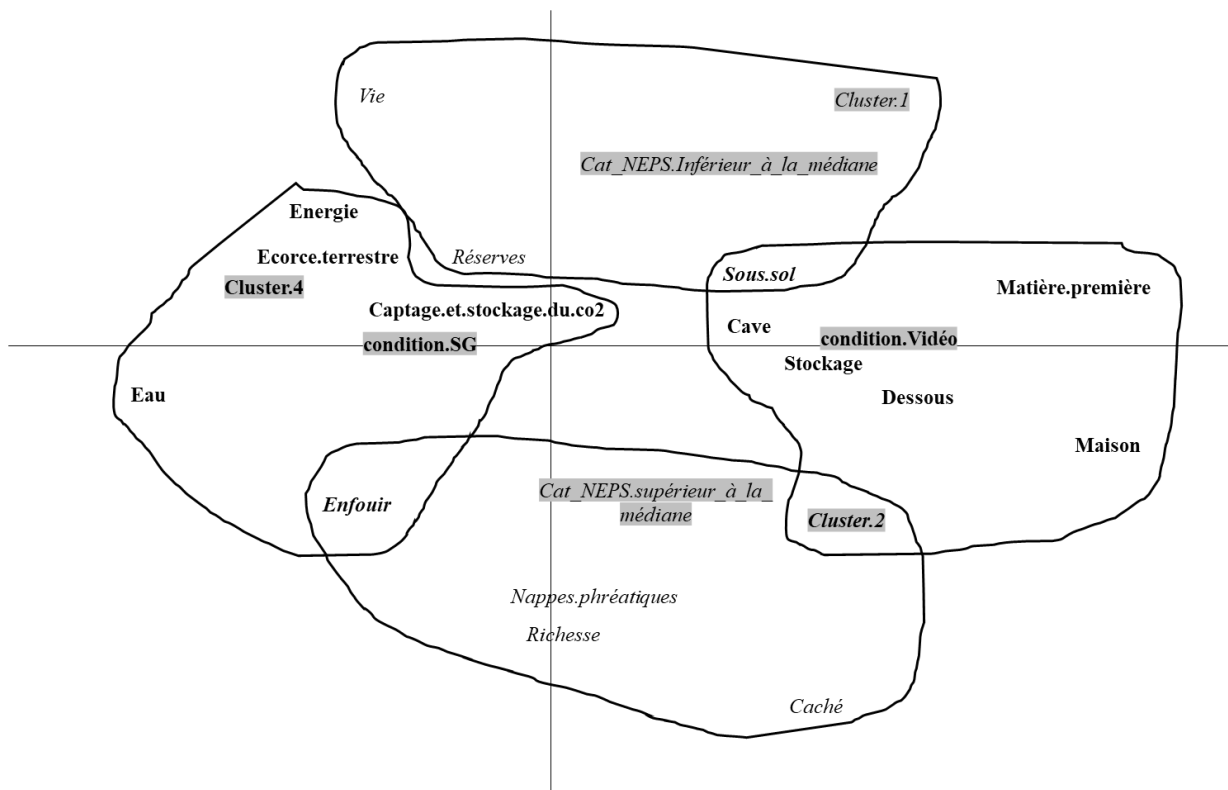 Vie
Cluster.1
Cat_NEPS.Inférieur_à_la_médiane
Energie
Ecorce.terrestre
Réserves
Cluster.4
Sous.sol
Matière.première
Captage.et.stockage.du.co2
Cave
condition.SG
condition.Vidéo
Stockage
Eau
Dessous
Maison
Enfouir
Cat_NEPS.supérieur_à_la_
médiane
Cluster.2
Nappes.phréatiques
Richesse
Caché